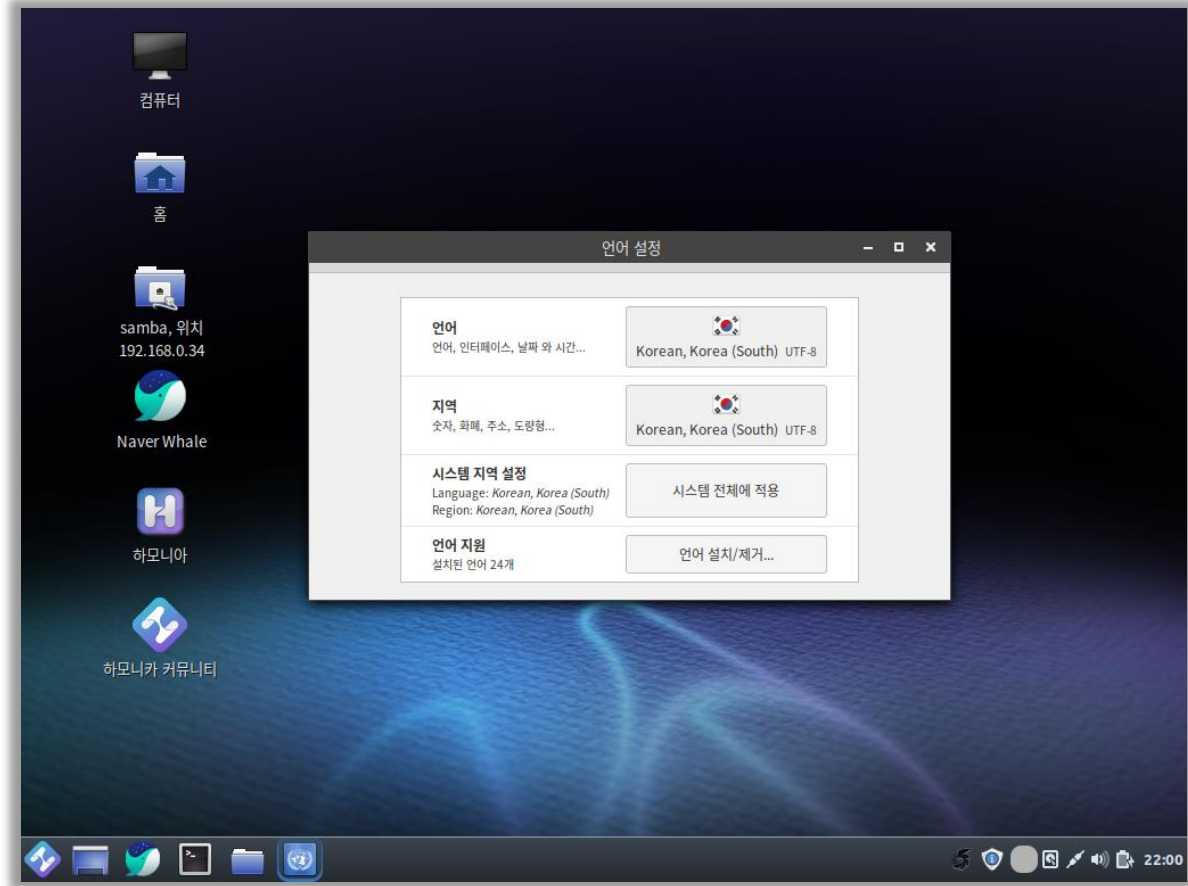 컴퓨터
홈
samba, 위치
192.168.0.34
Naver Whale
하모니아
하모니카 커뮤니티
언어 설정
언어
언어, 인터페이스, 날짜 와 시간...
Korean, Korea (South) UTF-8
지역
숫자, 화폐, 주소, 도량형...
Korean, Korea (South) UTF-8
시스템 지역 설정
Language: Korean, Korea (South)
Region: Korean, Korea (South)
시스템 전체에 적용
언어 지원
설치된 언어 24개
언어 설치/제거...
22:00